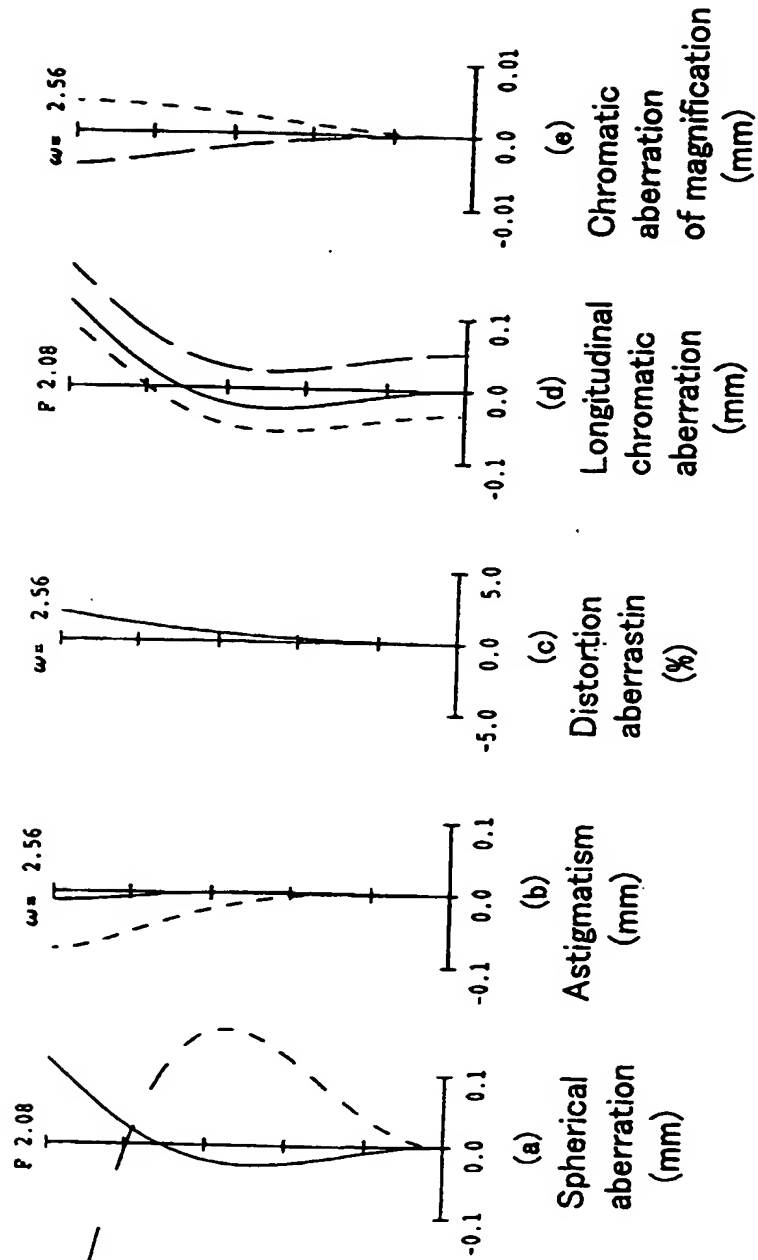 F 2.08
-0.1 0.0 0.1
(a)
Spherical
aberration
(mm)
ω= 2.56
-0.1 0.0 0.1
(b)
Astigmatism
(mm)
ω= 2.56
-5.0 0.0 5.0
(c)
Distortion
aberrastin
(%)
F 2.08
-0.1 0.0 0.1
(d)
Longitudinal
chromatic
aberration
(mm)
ω= 2.56
-0.01 0.0 0.01
(e)
Chromatic
aberration
of magnification
(mm)